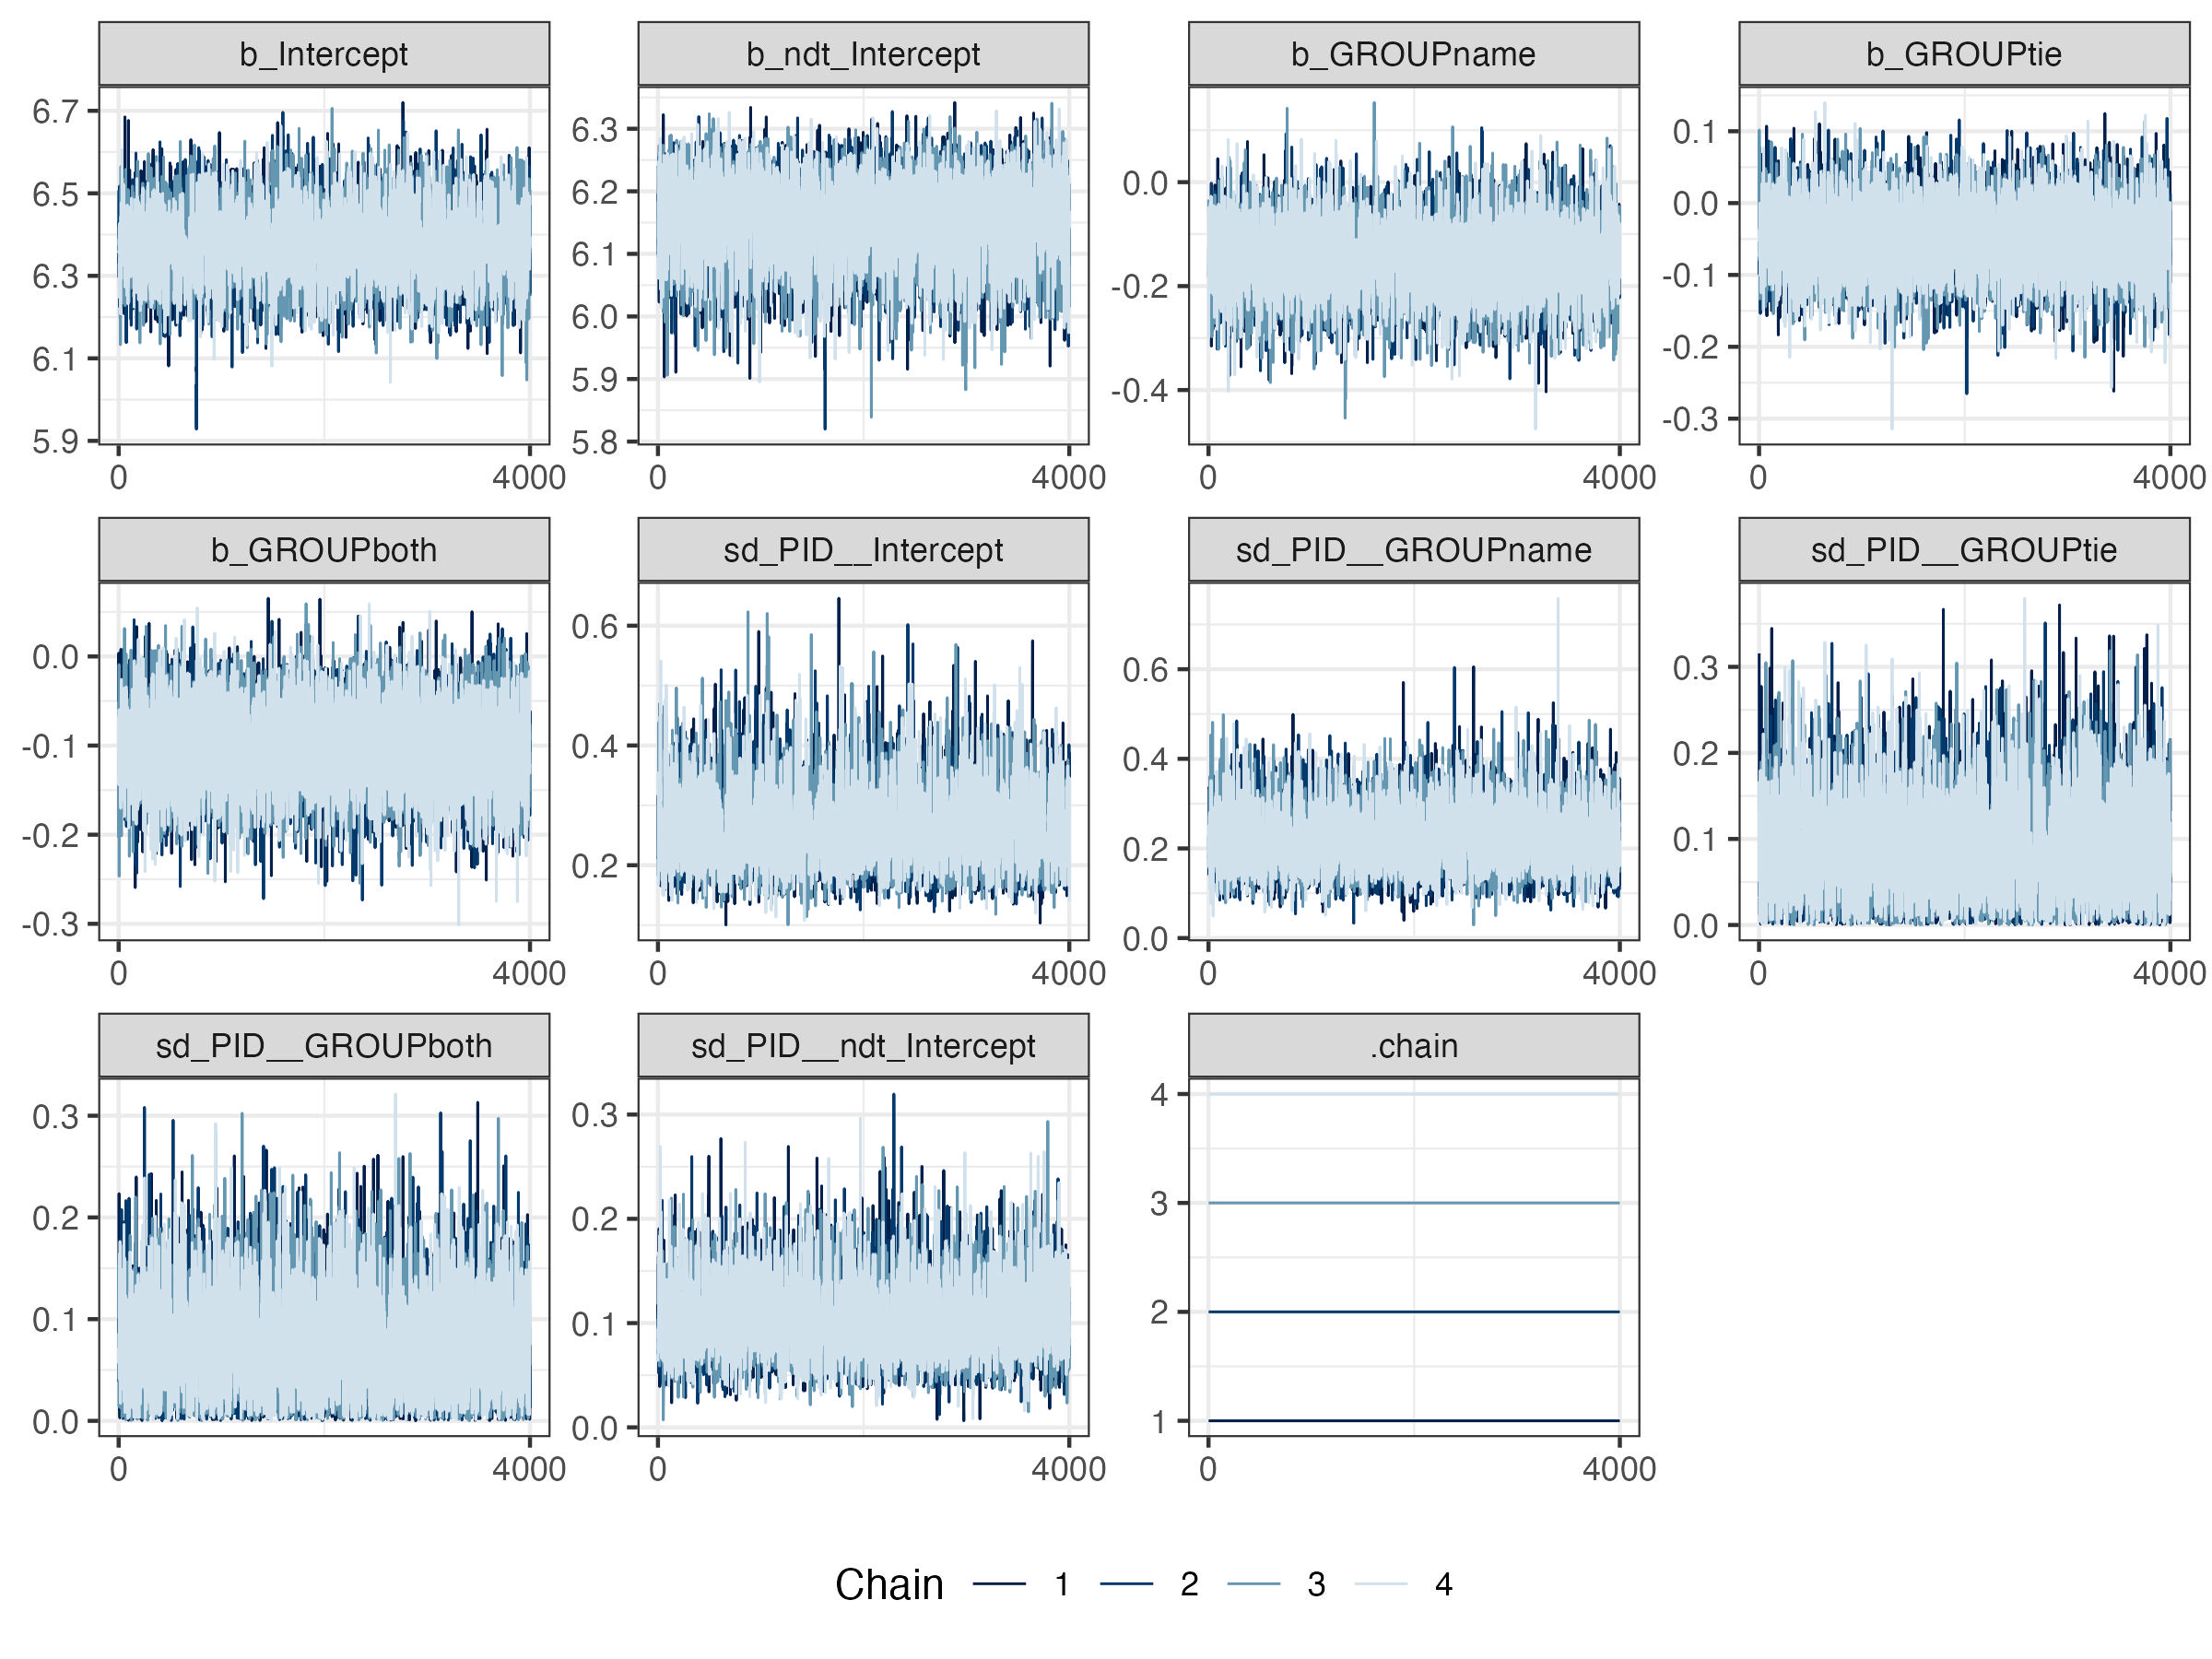 b_Intercept b_ndt_Intercept b_GROUPname b_GROUPtie
6.7 6.5 6.3 6.1 5.9
6.3 6.2 6.1 6.0 5.9 5.8
0.0 -0.2 -0.4
0.1 0.0 -0.1 -0.2 -0.3
0 4000 0 4000 0 4000 0 4000
b_GROUPboth sd_PID__Intercept sd_PID__GROUPname sd_PID__GROUPtie
0.0 -0.1 -0.2 -0.3
0.6 0.4 0.2
0.6 0.4 0.2 0.0
0.3 0.2 0.1 0.0
0 4000 0 4000 0 4000 0 4000
sd_PID__GROUPboth sd_PID__ndt_Intercept .chain
0.3 0.2 0.1 0.0
0.3 0.2 0.1 0.0
4 3 2 1
0 4000 0 4000 0 4000
Chain 1 2 3 4